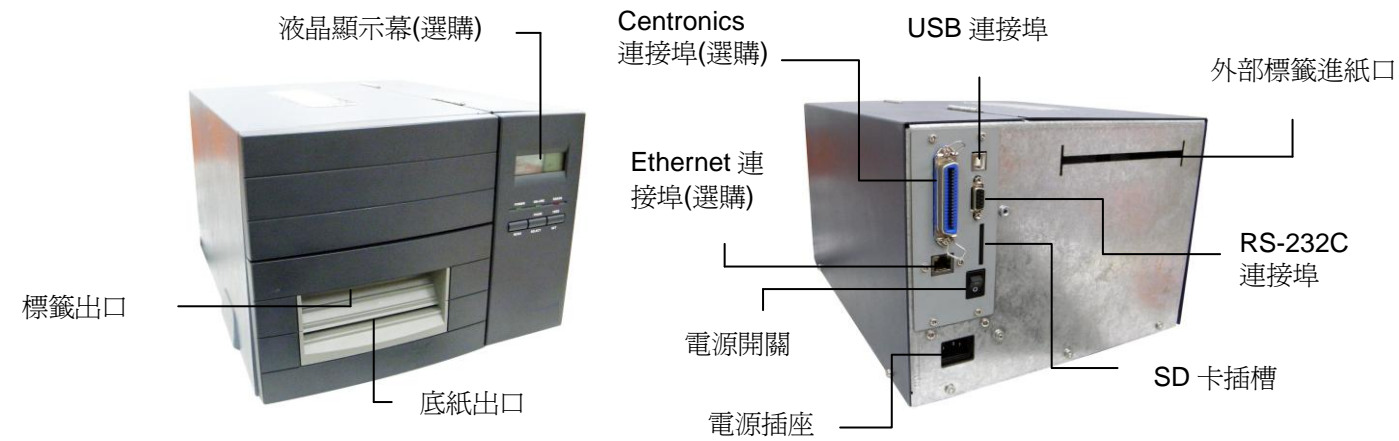 液晶顯示幕(選購)
標籤出口
底紙出口
Centronics
連接埠(選購)
USB 連接埠
外部標籤進紙口
Ethernet 連
接埠(選購)
RS-232C
連接埠
電源開關
SD 卡插槽
電源插座